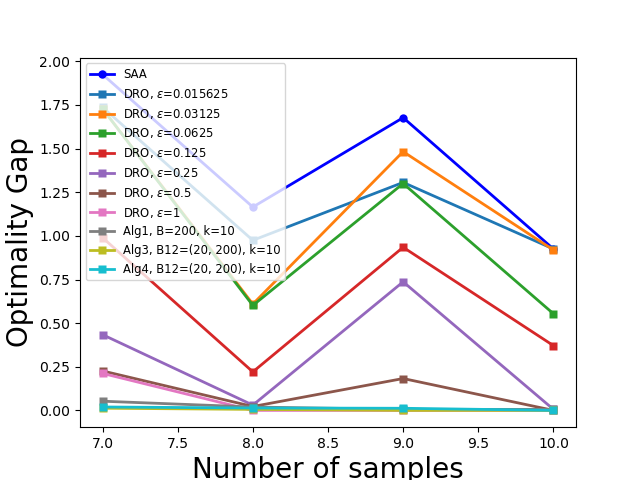 2.00
1.75
1.50
1.25
1.00
0.75
0.50
0.25
0.00
Optimality Gap
SAA
DRO, ε=0.015625
DRO, ε=0.03125
DRO, ε=0.0625
DRO, ε=0.125
DRO, ε=0.25
DRO, ε=0.5
DRO, ε=1
Alg1, B=200, k=10
Alg3, B12=(20, 200), k=10
Alg4, B12=(20, 200), k=10
7.0 7.5 8.0 8.5 9.0 9.5 10.0
Number of samples